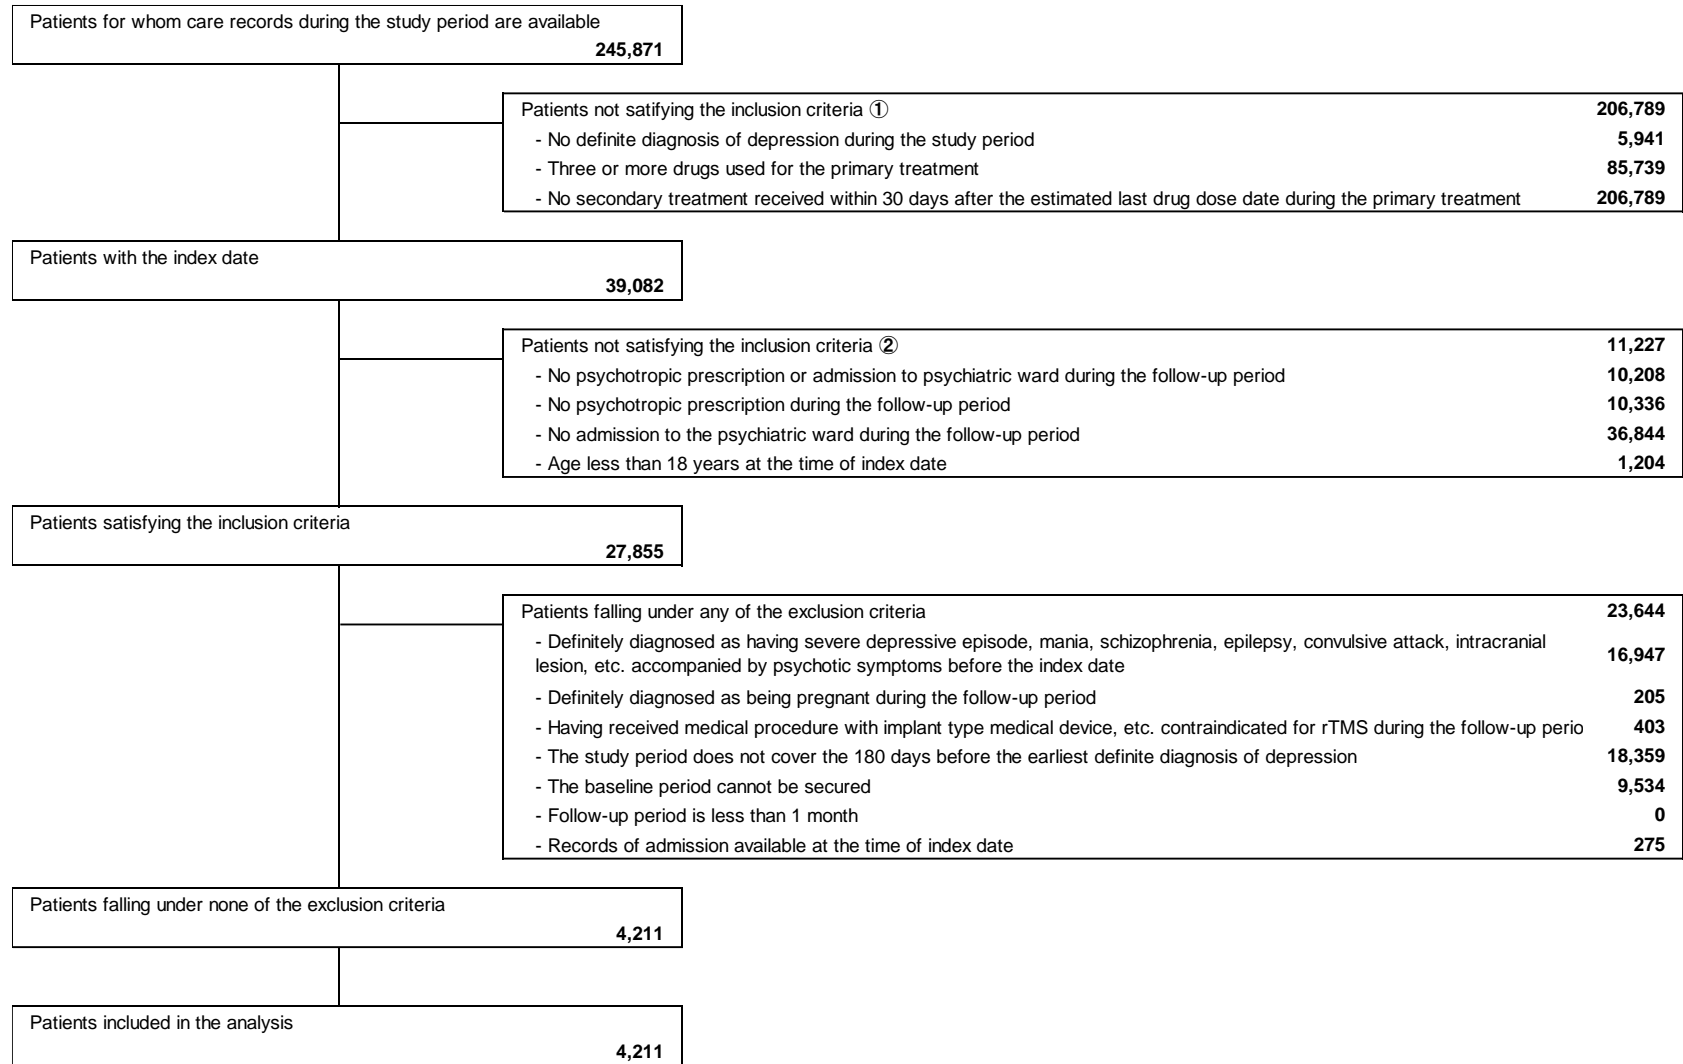 Patients for whom care records during the study period are available
245,871
Patients not satifying the inclusion criteria ① 206,789
- No definite diagnosis of depression during the study period 5,941
- Three or more drugs used for the primary treatment 85,739
- No secondary treatment received within 30 days after the estimated last drug dose date during the primary treatment 206,789
Patients with the index date
39,082
Patients not satisfying the inclusion criteria ② 11,227
- No psychotropic prescription or admission to psychiatric ward during the follow-up period 10,208
- No psychotropic prescription during the follow-up period 10,336
- No admission to the psychiatric ward during the follow-up period 36,844
- Age less than 18 years at the time of index date 1,204
Patients satisfying the inclusion criteria
27,855
Patients falling under any of the exclusion criteria 23,644
- Definitely diagnosed as having severe depressive episode, mania, schizophrenia, epilepsy, convulsive attack, intracranial
lesion, etc. accompanied by psychotic symptoms before the index date 16,947
- Definitely diagnosed as being pregnant during the follow-up period 205
- Having received medical procedure with implant type medical device, etc. contraindicated for rTMS during the follow-up perio 403
- The study period does not cover the 180 days before the earliest definite diagnosis of depression 18,359
- The baseline period cannot be secured 9,534
- Follow-up period is less than 1 month 0
- Records of admission available at the time of index date 275
Patients falling under none of the exclusion criteria
4,211
Patients included in the analysis
4,211